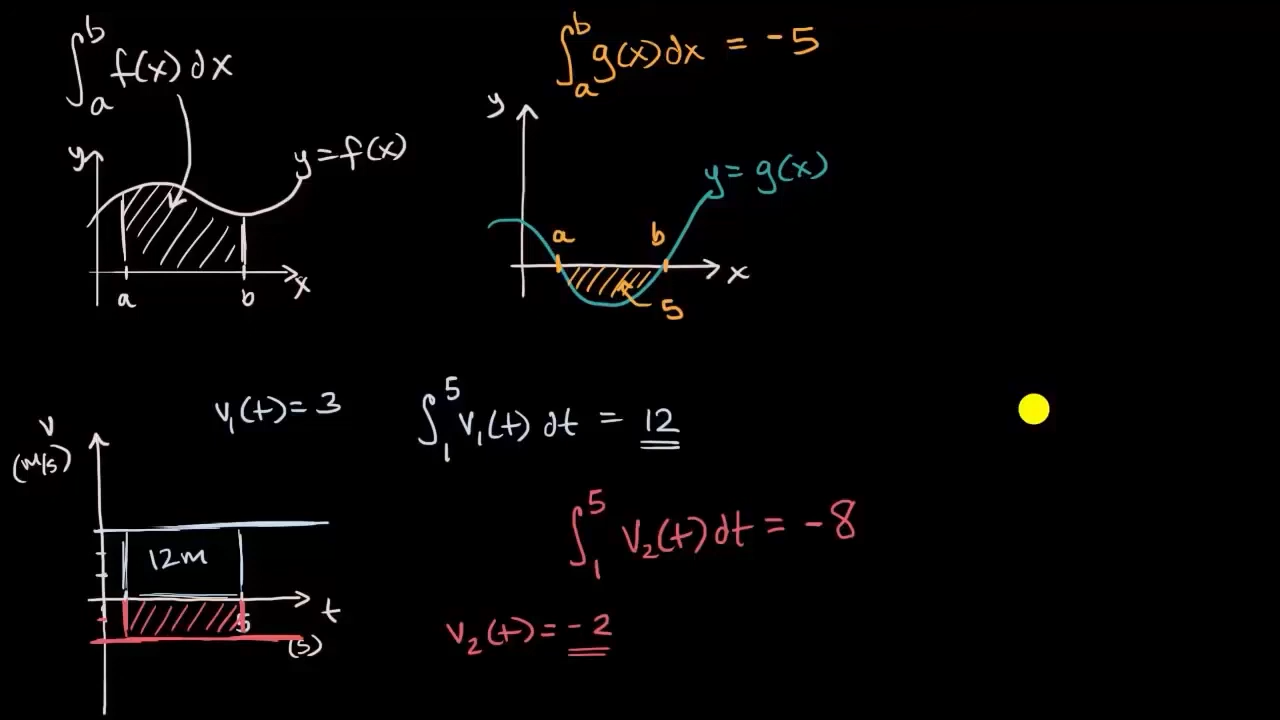 ∫_a^b f(x) dx
y
y = f(x)
a
b
x
∫_a^b g(x) dx = -5
y
y = g(x)
a
b
x
5
v
(m/s)
v₁(t) = 3
∫_1^5 v₁(t) dt = 12
12m
t
5
(s)
∫_1^5 v₂(t) dt = -8
v₂(t) = -2